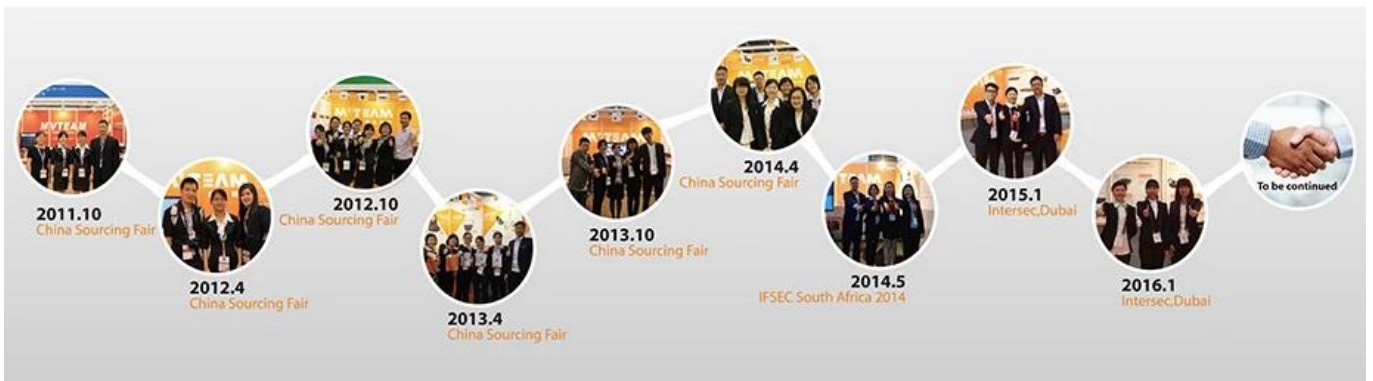 MVTEAM
2011.10
China Sourcing Fair
2012.4
China Sourcing Fair
2012.10
China Sourcing Fair
2013.4
China Sourcing Fair
2013.10
China Sourcing Fair
2014.4
China Sourcing Fair
2014.5
IFSEC South Africa 2014
2015.1
Intersec,Dubai
2016.1
Intersec,Dubai
To be continued